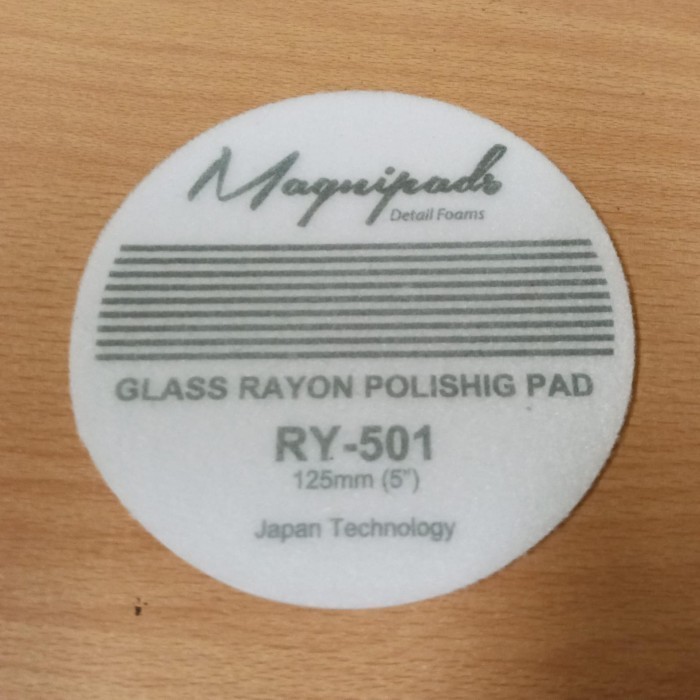 Magnipads
Detail Foams
GLASS RAYON POLISHIG PAD
RY-501
125mm (5")
Japan Technology